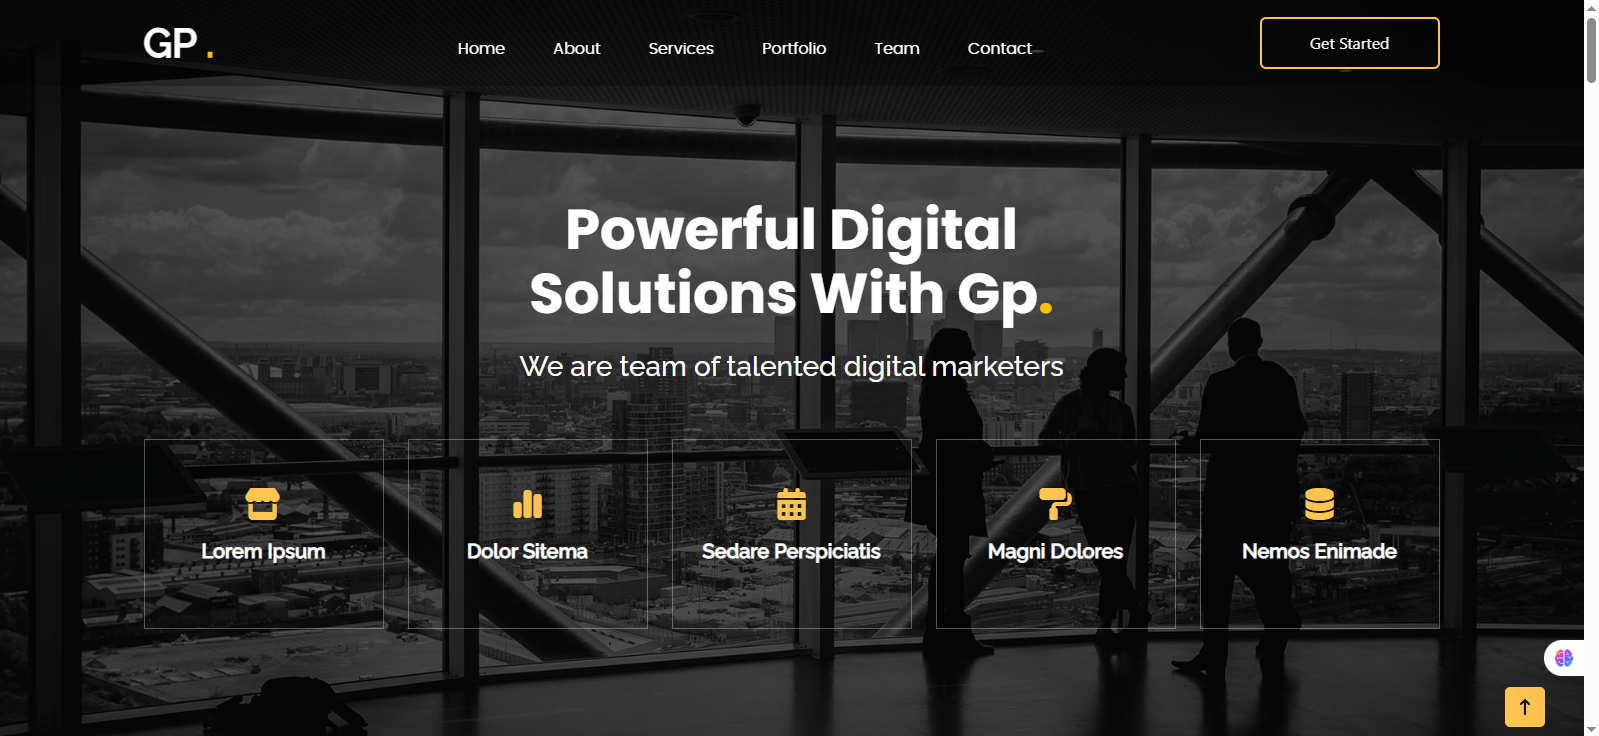 GP .
Home About Services Portfolio Team Contact
Get Started
Powerful Digital
Solutions With Gp.
We are team of talented digital marketers
Lorem Ipsum
Dolor Sitema
Sedare Perspiciatis
Magni Dolores
Nemos Enimade